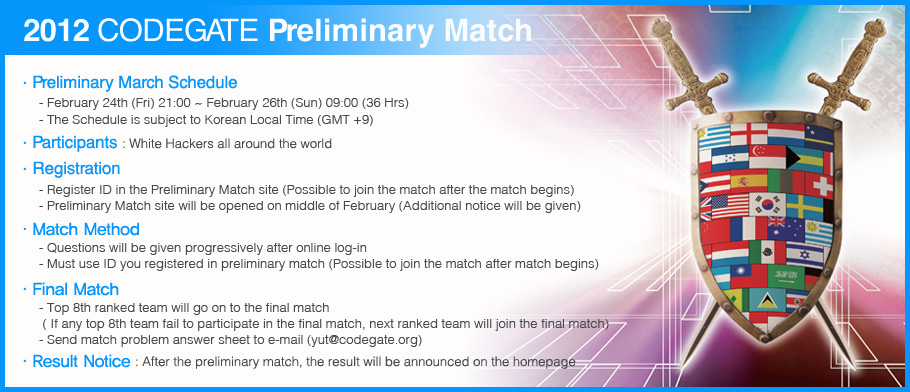 2012 CODEGATE Preliminary Match
· Preliminary March Schedule
- February 24th (Fri) 21:00 ~ February 26th (Sun) 09:00 (36 Hrs)
- The Schedule is subject to Korean Local Time (GMT +9)
· Participants : White Hackers all around the world
· Registration
- Register ID in the Preliminary Match site (Possible to join the match after the match begins)
- Preliminary Match site will be opened on middle of February (Additional notice will be given)
· Match Method
- Questions will be given progressively after online log-in
- Must use ID you registered in preliminary match (Possible to join the match after match begins)
· Final Match
- Top 8th ranked team will go on to the final match
( If any top 8th team fail to participate in the final match, next ranked team will join the final match)
- Send match problem answer sheet to e-mail (yut@codegate.org)
· Result Notice : After the preliminary match, the result will be announced on the homepage